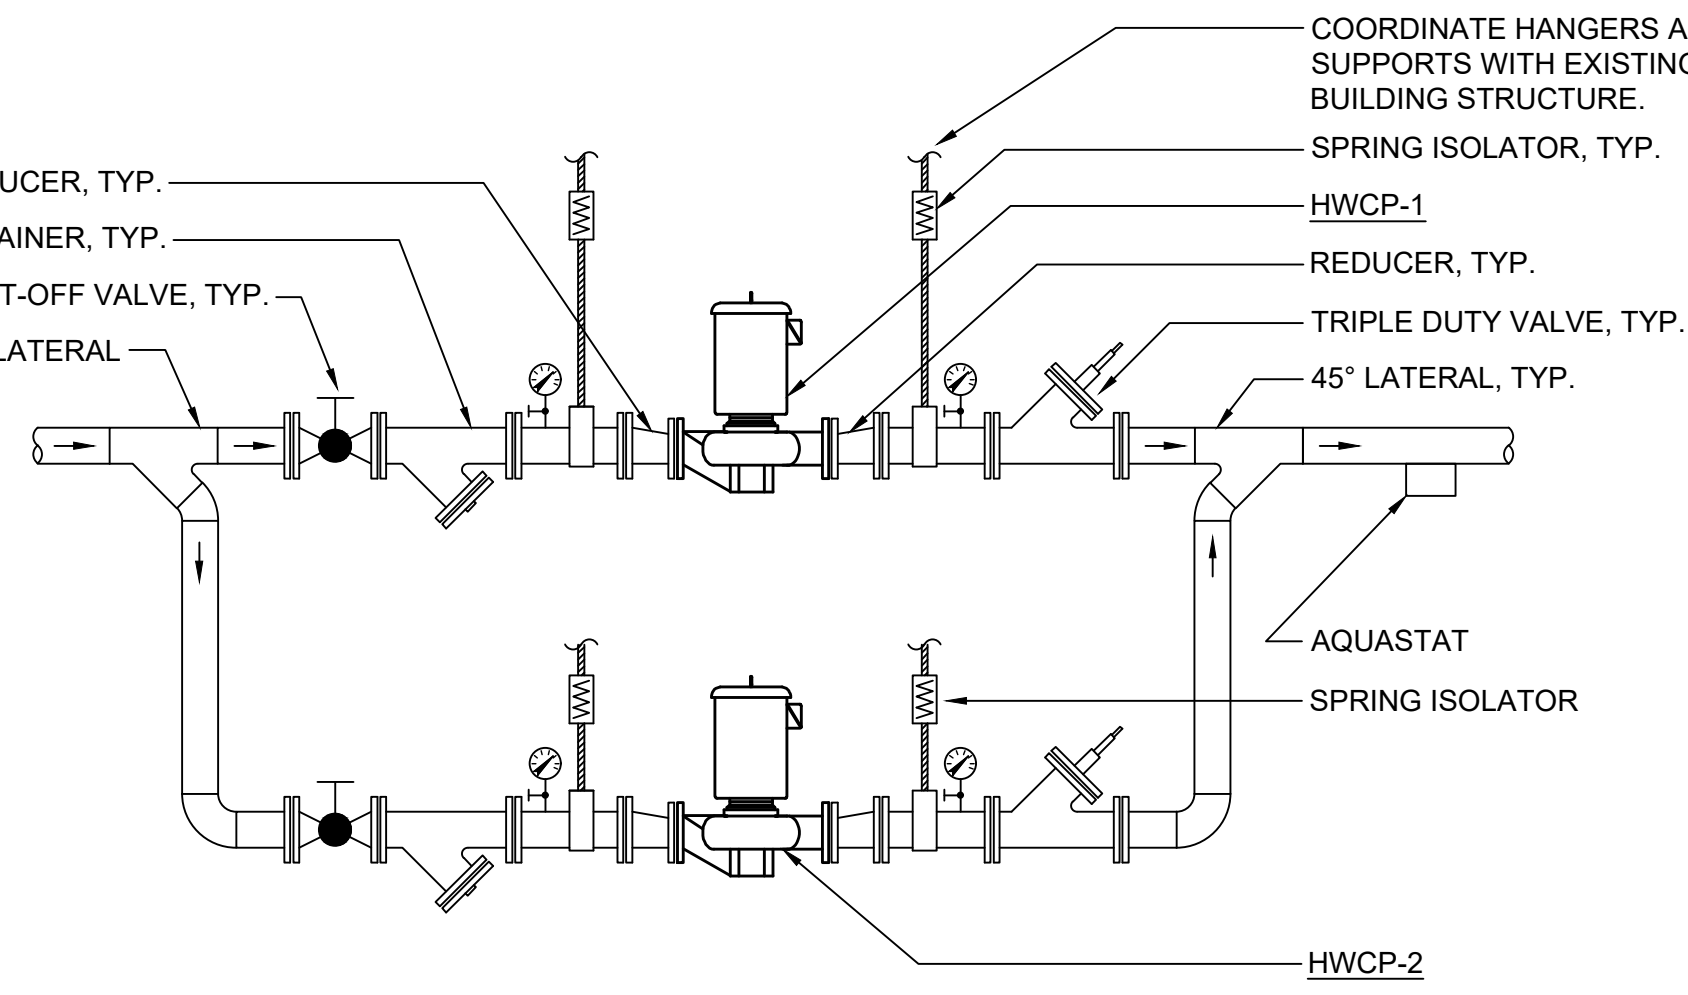 COORDINATE HANGERS A
SUPPORTS WITH EXISTING
BUILDING STRUCTURE.
SPRING ISOLATOR, TYP.
UCER, TYP.
HWCP-1
AINER, TYP.
REDUCER, TYP.
T-OFF VALVE, TYP.
TRIPLE DUTY VALVE, TYP.
LATERAL
45° LATERAL, TYP.
AQUASTAT
SPRING ISOLATOR
HWCP-2